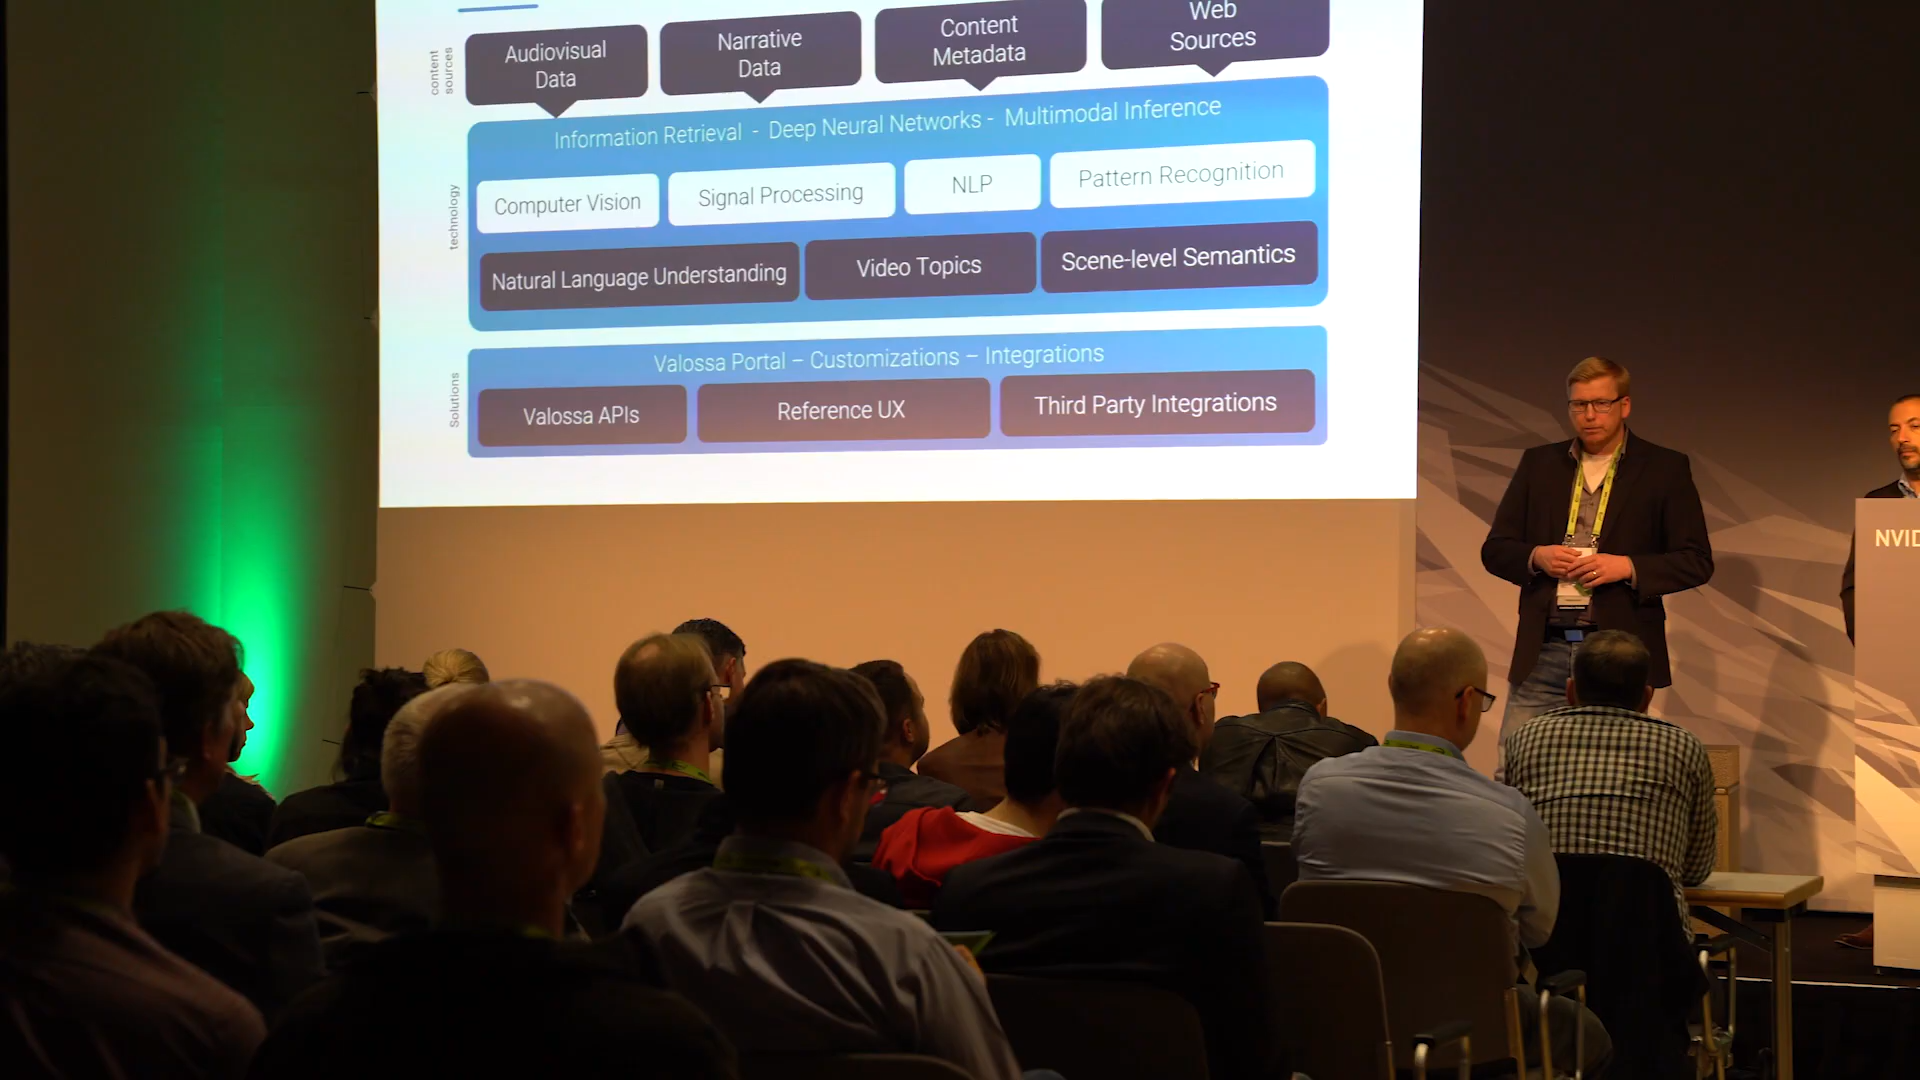 content
sources
Audiovisual
Data
Narrative
Data
Content
Metadata
Web
Sources
technology
Information Retrieval - Deep Neural Networks - Multimodal Inference
Computer Vision
Signal Processing
NLP
Pattern Recognition
Natural Language Understanding
Video Topics
Scene-level Semantics
Solutions
Valossa Portal – Customizations – Integrations
Valossa APIs
Reference UX
Third Party Integrations
NVID